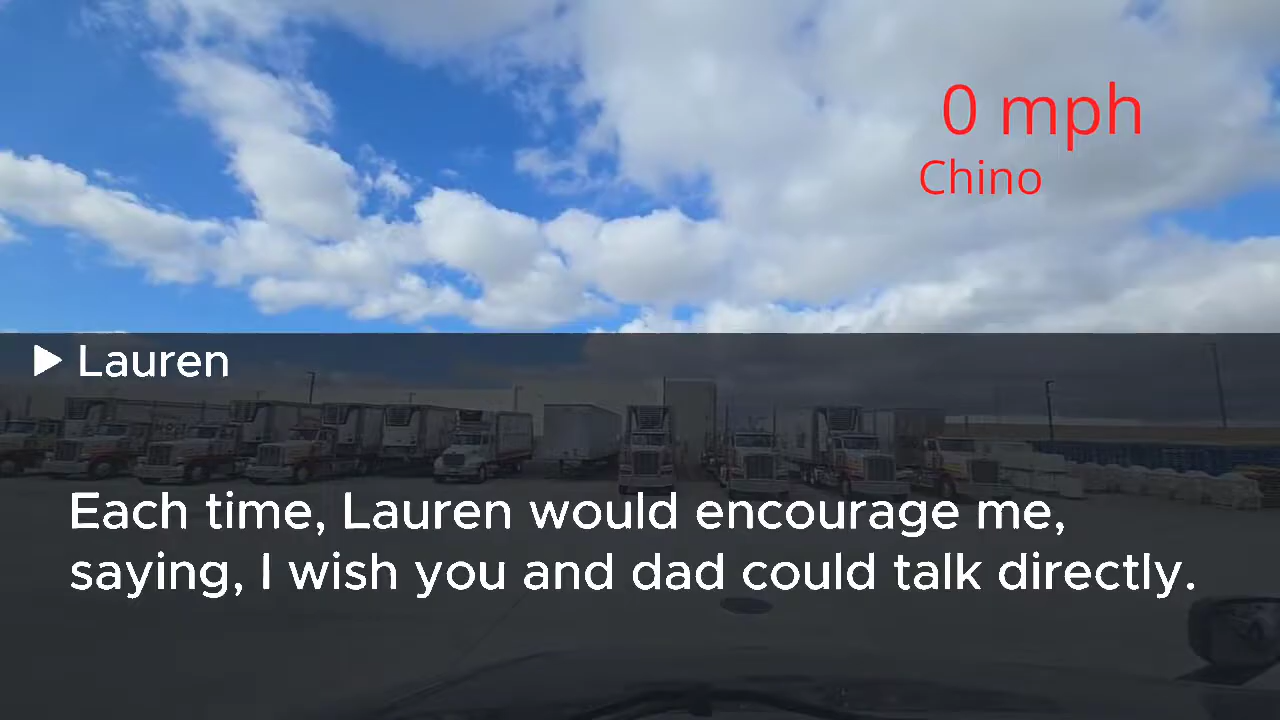 0 mph
Chino
▶ Lauren
Each time, Lauren would encourage me,
saying, I wish you and dad could talk directly.